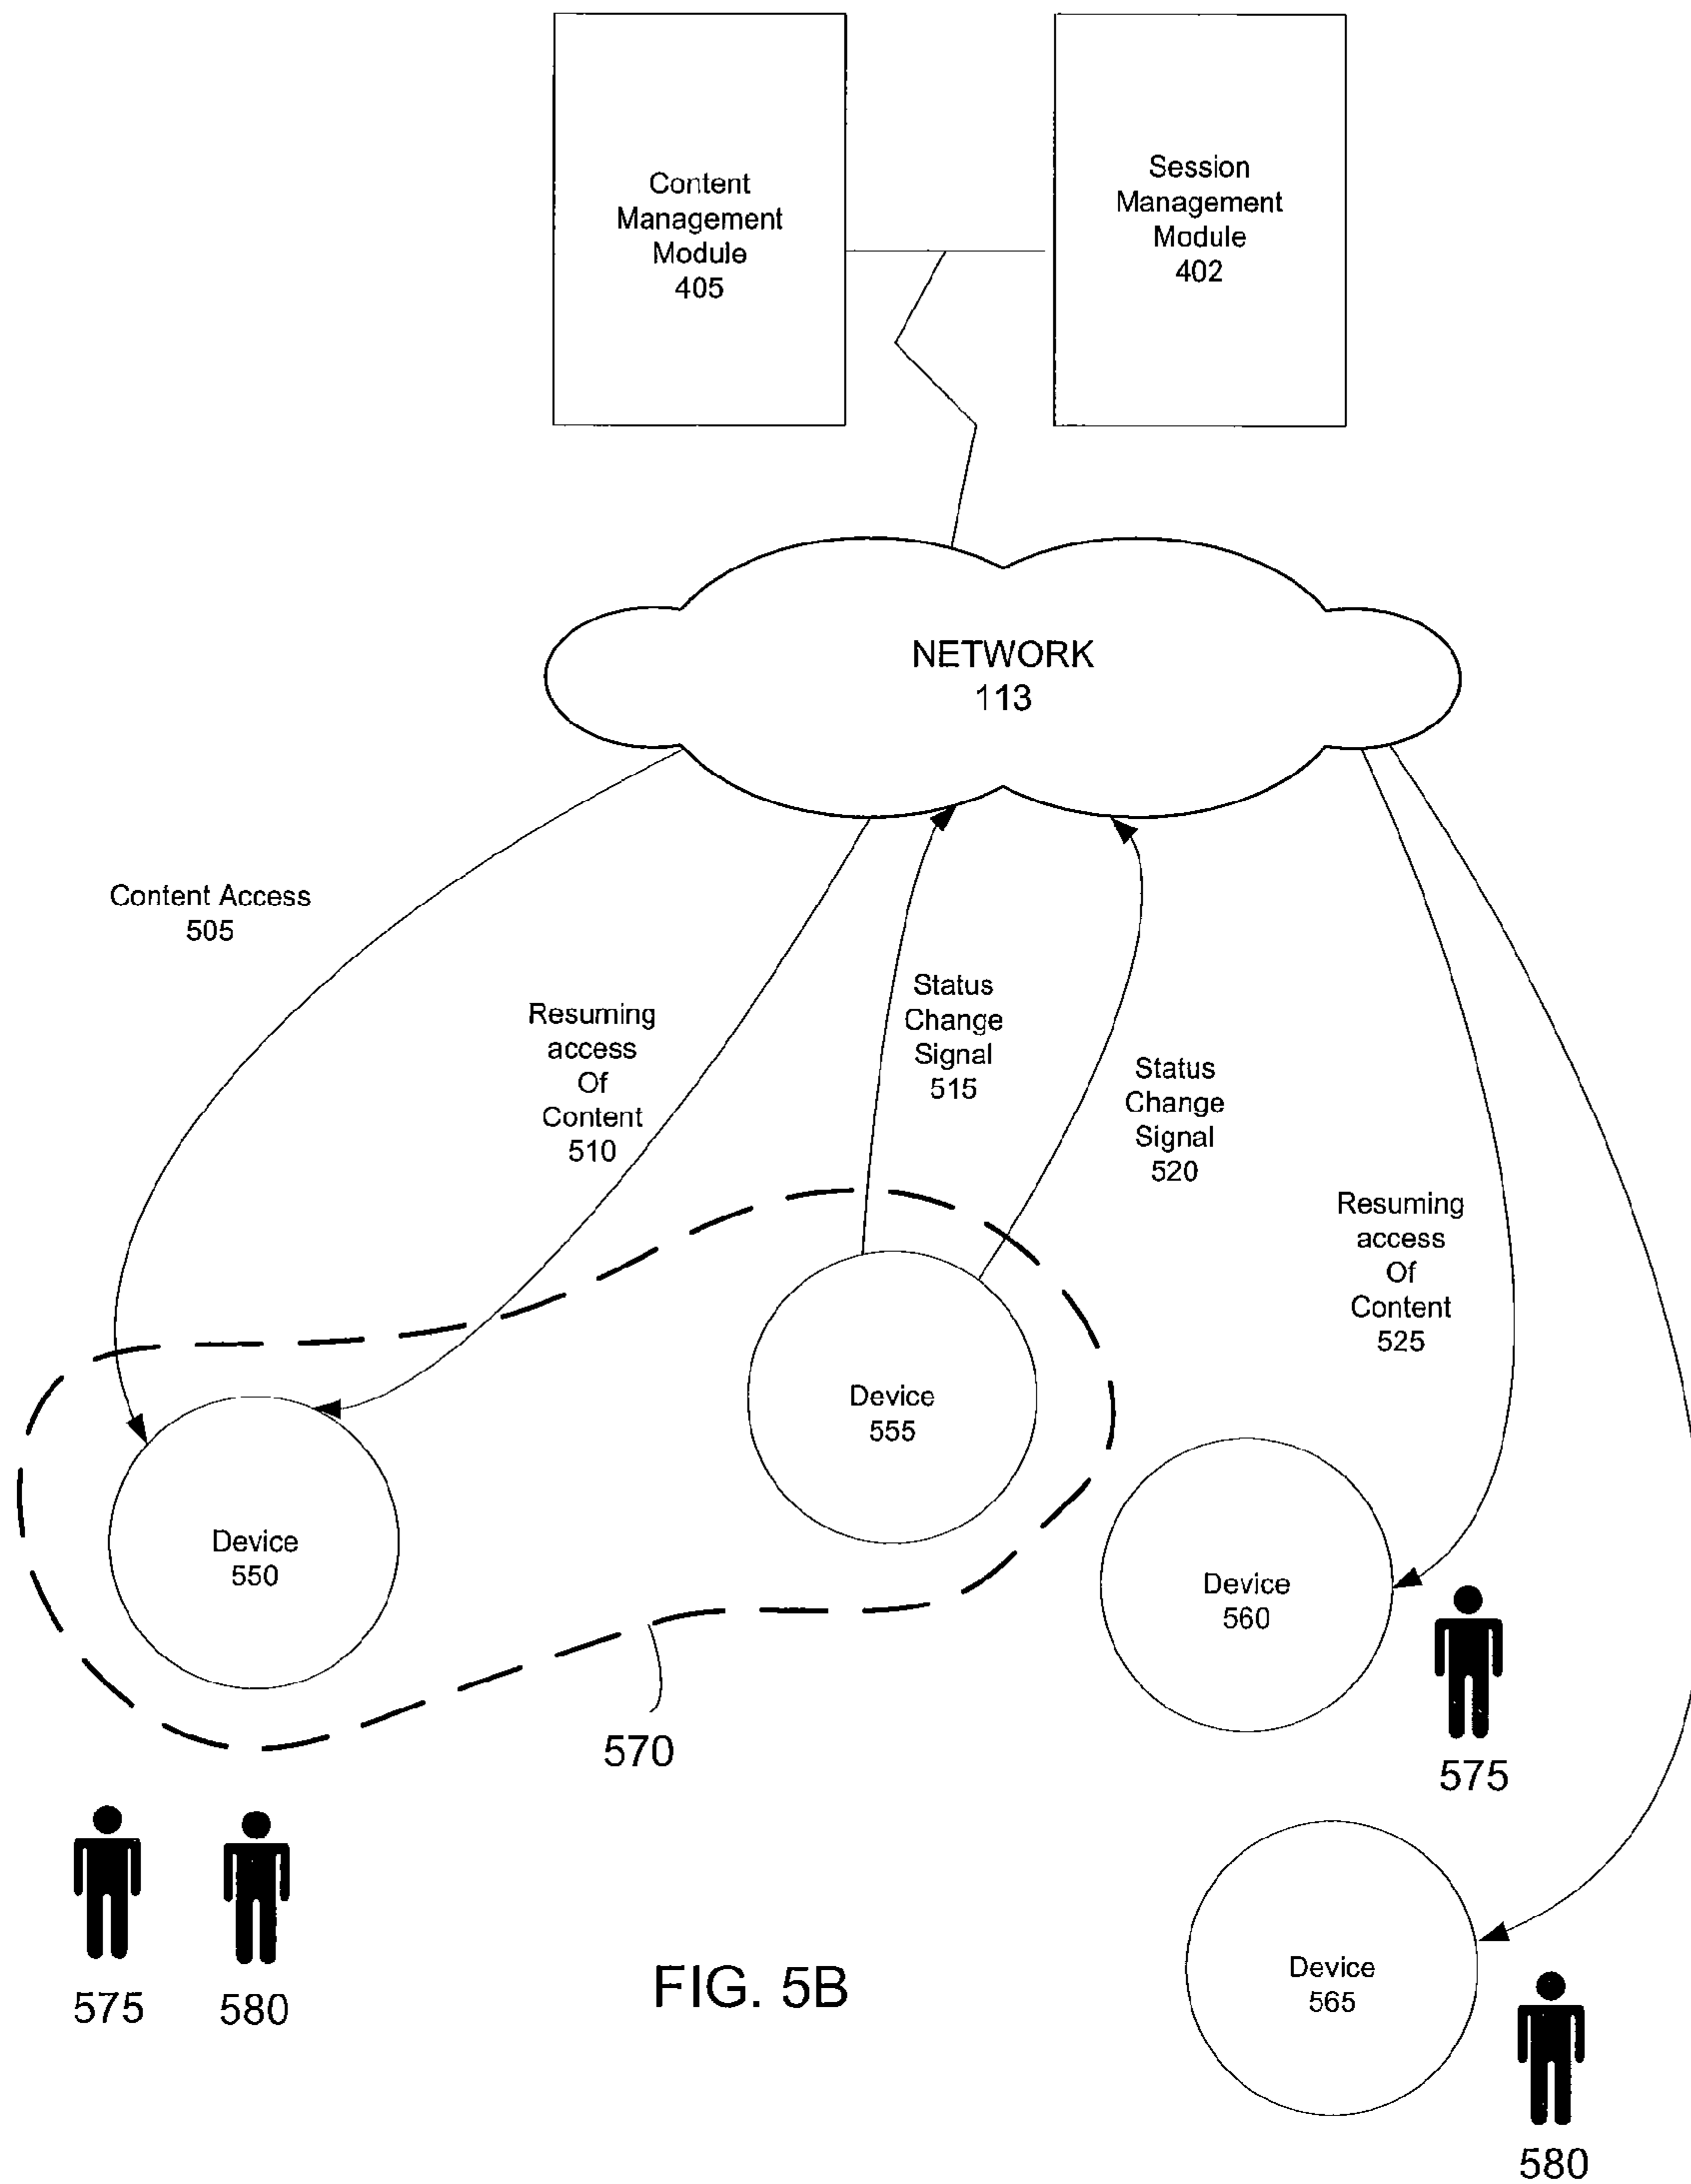 Content
Management
Module
405
Session
Management
Module
402
NETWORK
113
Content Access
505
Resuming
access
Of
Content
510
Status
Change
Signal
515
Status
Change
Signal
520
Resuming
access
Of
Content
525
Device
550
Device
555
Device
560
570
575
575
580
Device
565
580
FIG. 5B